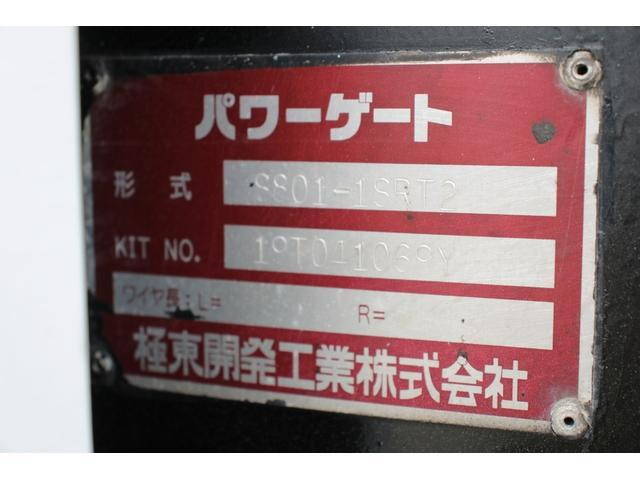 パワーゲート
形式 S801-1SRT2
KIT NO. 19T041068Y
ワイヤ長:L= R=
極東開発工業株式会社